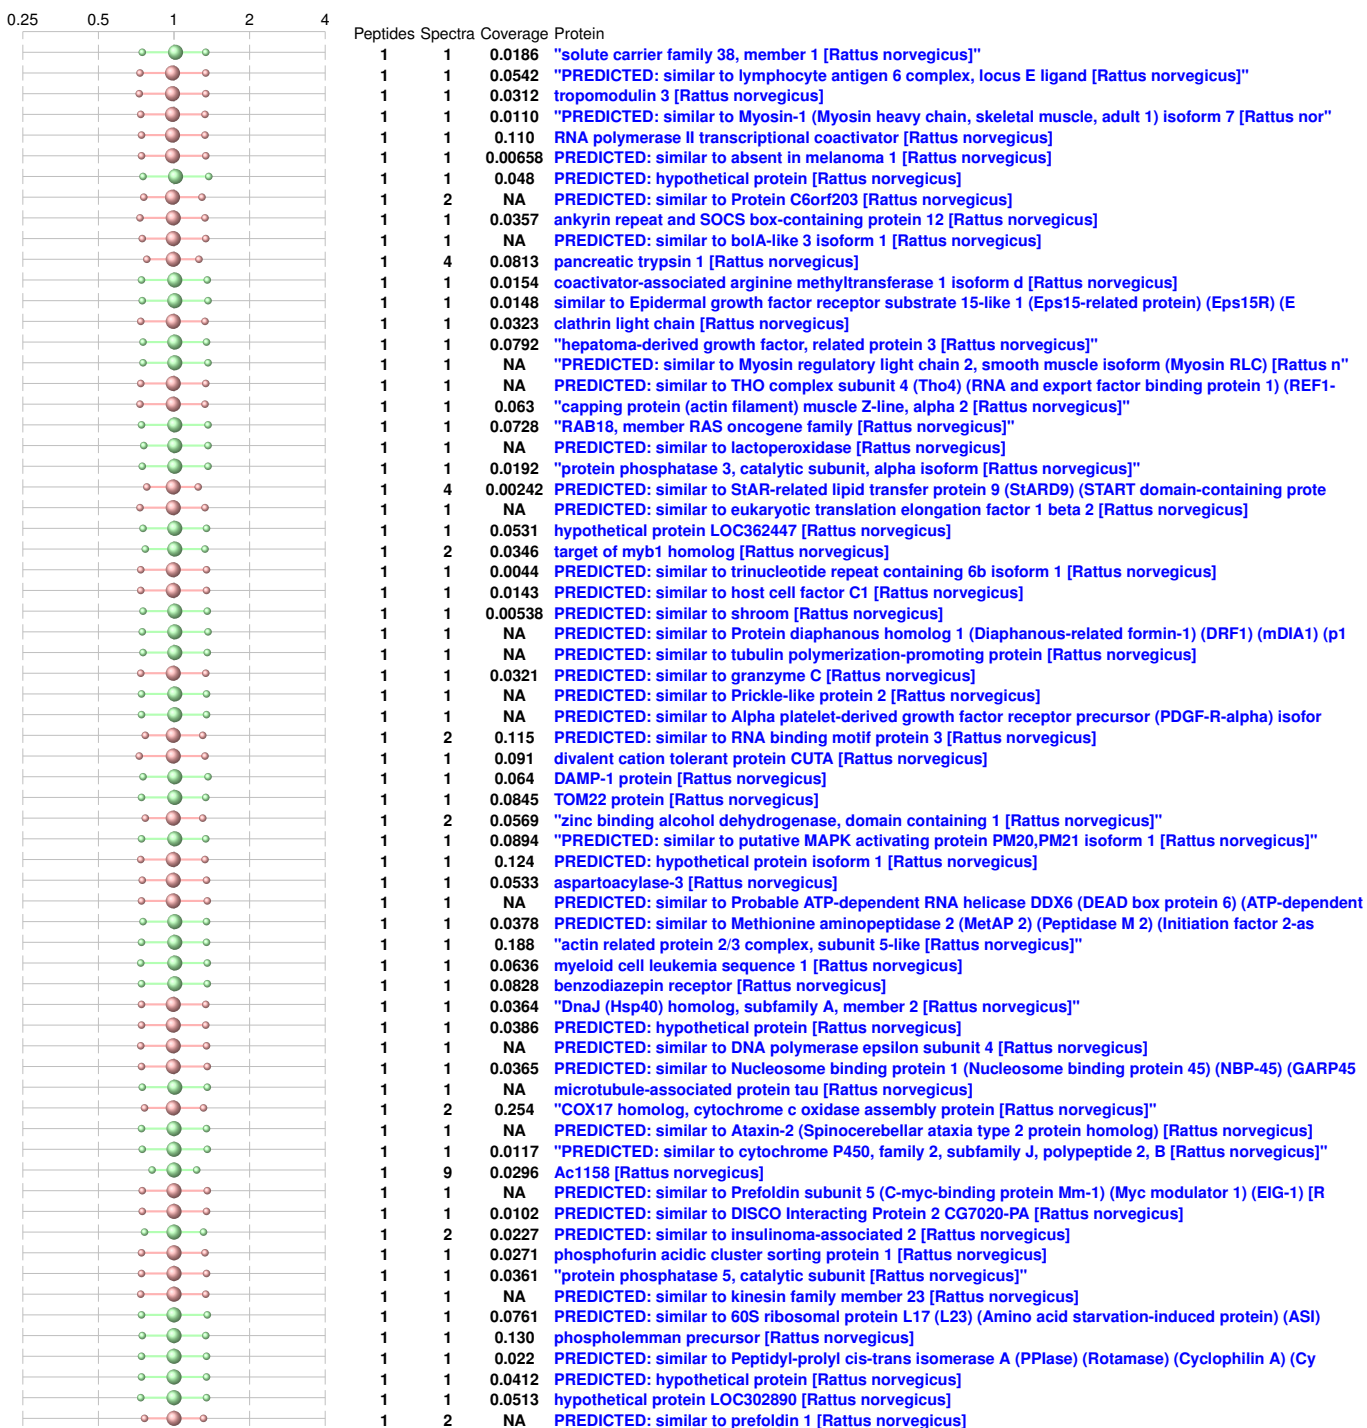 0.25 0.5 1 2 4
Peptides Spectra Coverage Protein
1 1 0.0186 "solute carrier family 38, member 1 [Rattus norvegicus]"
1 1 0.0542 "PREDICTED: similar to lymphocyte antigen 6 complex, locus E ligand [Rattus norvegicus]"
1 1 0.0312 tropomodulin 3 [Rattus norvegicus]
1 1 0.0110 "PREDICTED: similar to Myosin-1 (Myosin heavy chain, skeletal muscle, adult 1) isoform 7 [Rattus nor"
1 1 0.110 RNA polymerase II transcriptional coactivator [Rattus norvegicus]
1 1 0.00658 PREDICTED: similar to absent in melanoma 1 [Rattus norvegicus]
1 1 0.048 PREDICTED: hypothetical protein [Rattus norvegicus]
1 2 NA PREDICTED: similar to Protein C6orf203 [Rattus norvegicus]
1 1 0.0357 ankyrin repeat and SOCS box-containing protein 12 [Rattus norvegicus]
1 1 NA PREDICTED: similar to bolA-like 3 isoform 1 [Rattus norvegicus]
1 4 0.0813 pancreatic trypsin 1 [Rattus norvegicus]
1 1 0.0154 coactivator-associated arginine methyltransferase 1 isoform d [Rattus norvegicus]
1 1 0.0148 similar to Epidermal growth factor receptor substrate 15-like 1 (Eps15-related protein) (Eps15R) (E
1 1 0.0323 clathrin light chain [Rattus norvegicus]
1 1 0.0792 "hepatoma-derived growth factor, related protein 3 [Rattus norvegicus]"
1 1 NA "PREDICTED: similar to Myosin regulatory light chain 2, smooth muscle isoform (Myosin RLC) [Rattus n"
1 1 NA PREDICTED: similar to THO complex subunit 4 (Tho4) (RNA and export factor binding protein 1) (REF1-
1 1 0.063 "capping protein (actin filament) muscle Z-line, alpha 2 [Rattus norvegicus]"
1 1 0.0728 "RAB18, member RAS oncogene family [Rattus norvegicus]"
1 1 NA PREDICTED: similar to lactoperoxidase [Rattus norvegicus]
1 1 0.0192 "protein phosphatase 3, catalytic subunit, alpha isoform [Rattus norvegicus]"
1 4 0.00242 PREDICTED: similar to StAR-related lipid transfer protein 9 (StARD9) (START domain-containing prote
1 1 NA PREDICTED: similar to eukaryotic translation elongation factor 1 beta 2 [Rattus norvegicus]
1 1 0.0531 hypothetical protein LOC362447 [Rattus norvegicus]
1 2 0.0346 target of myb1 homolog [Rattus norvegicus]
1 1 0.0044 PREDICTED: similar to trinucleotide repeat containing 6b isoform 1 [Rattus norvegicus]
1 1 0.0143 PREDICTED: similar to host cell factor C1 [Rattus norvegicus]
1 1 0.00538 PREDICTED: similar to shroom [Rattus norvegicus]
1 1 NA PREDICTED: similar to Protein diaphanous homolog 1 (Diaphanous-related formin-1) (DRF1) (mDIA1) (p1
1 1 NA PREDICTED: similar to tubulin polymerization-promoting protein [Rattus norvegicus]
1 1 0.0321 PREDICTED: similar to granzyme C [Rattus norvegicus]
1 1 NA PREDICTED: similar to Prickle-like protein 2 [Rattus norvegicus]
1 1 NA PREDICTED: similar to Alpha platelet-derived growth factor receptor precursor (PDGF-R-alpha) isofor
1 2 0.115 PREDICTED: similar to RNA binding motif protein 3 [Rattus norvegicus]
1 1 0.091 divalent cation tolerant protein CUTA [Rattus norvegicus]
1 1 0.064 DAMP-1 protein [Rattus norvegicus]
1 1 0.0845 TOM22 protein [Rattus norvegicus]
1 2 0.0569 "zinc binding alcohol dehydrogenase, domain containing 1 [Rattus norvegicus]"
1 1 0.0894 "PREDICTED: similar to putative MAPK activating protein PM20,PM21 isoform 1 [Rattus norvegicus]"
1 1 0.124 PREDICTED: hypothetical protein isoform 1 [Rattus norvegicus]
1 1 0.0533 aspartoacylase-3 [Rattus norvegicus]
1 1 NA PREDICTED: similar to Probable ATP-dependent RNA helicase DDX6 (DEAD box protein 6) (ATP-dependent
1 1 0.0378 PREDICTED: similar to Methionine aminopeptidase 2 (MetAP 2) (Peptidase M 2) (Initiation factor 2-as
1 1 0.188 "actin related protein 2/3 complex, subunit 5-like [Rattus norvegicus]"
1 1 0.0636 myeloid cell leukemia sequence 1 [Rattus norvegicus]
1 1 0.0828 benzodiazepin receptor [Rattus norvegicus]
1 1 0.0364 "DnaJ (Hsp40) homolog, subfamily A, member 2 [Rattus norvegicus]"
1 1 0.0386 PREDICTED: hypothetical protein [Rattus norvegicus]
1 1 NA PREDICTED: similar to DNA polymerase epsilon subunit 4 [Rattus norvegicus]
1 1 0.0365 PREDICTED: similar to Nucleosome binding protein 1 (Nucleosome binding protein 45) (NBP-45) (GARP45
1 1 NA microtubule-associated protein tau [Rattus norvegicus]
1 2 0.254 "COX17 homolog, cytochrome c oxidase assembly protein [Rattus norvegicus]"
1 1 NA PREDICTED: similar to Ataxin-2 (Spinocerebellar ataxia type 2 protein homolog) [Rattus norvegicus]
1 1 0.0117 "PREDICTED: similar to cytochrome P450, family 2, subfamily J, polypeptide 2, B [Rattus norvegicus]"
1 9 0.0296 Ac1158 [Rattus norvegicus]
1 1 NA PREDICTED: similar to Prefoldin subunit 5 (C-myc-binding protein Mm-1) (Myc modulator 1) (EIG-1) [R
1 1 0.0102 PREDICTED: similar to DISCO Interacting Protein 2 CG7020-PA [Rattus norvegicus]
1 2 0.0227 PREDICTED: similar to insulinoma-associated 2 [Rattus norvegicus]
1 1 0.0271 phosphofurin acidic cluster sorting protein 1 [Rattus norvegicus]
1 1 0.0361 "protein phosphatase 5, catalytic subunit [Rattus norvegicus]"
1 1 NA PREDICTED: similar to kinesin family member 23 [Rattus norvegicus]
1 1 0.0761 PREDICTED: similar to 60S ribosomal protein L17 (L23) (Amino acid starvation-induced protein) (ASI)
1 1 0.130 phospholemman precursor [Rattus norvegicus]
1 1 0.022 PREDICTED: similar to Peptidyl-prolyl cis-trans isomerase A (PPIase) (Rotamase) (Cyclophilin A) (Cy
1 1 0.0412 PREDICTED: hypothetical protein [Rattus norvegicus]
1 1 0.0513 hypothetical protein LOC302890 [Rattus norvegicus]
1 2 NA PREDICTED: similar to prefoldin 1 [Rattus norvegicus]